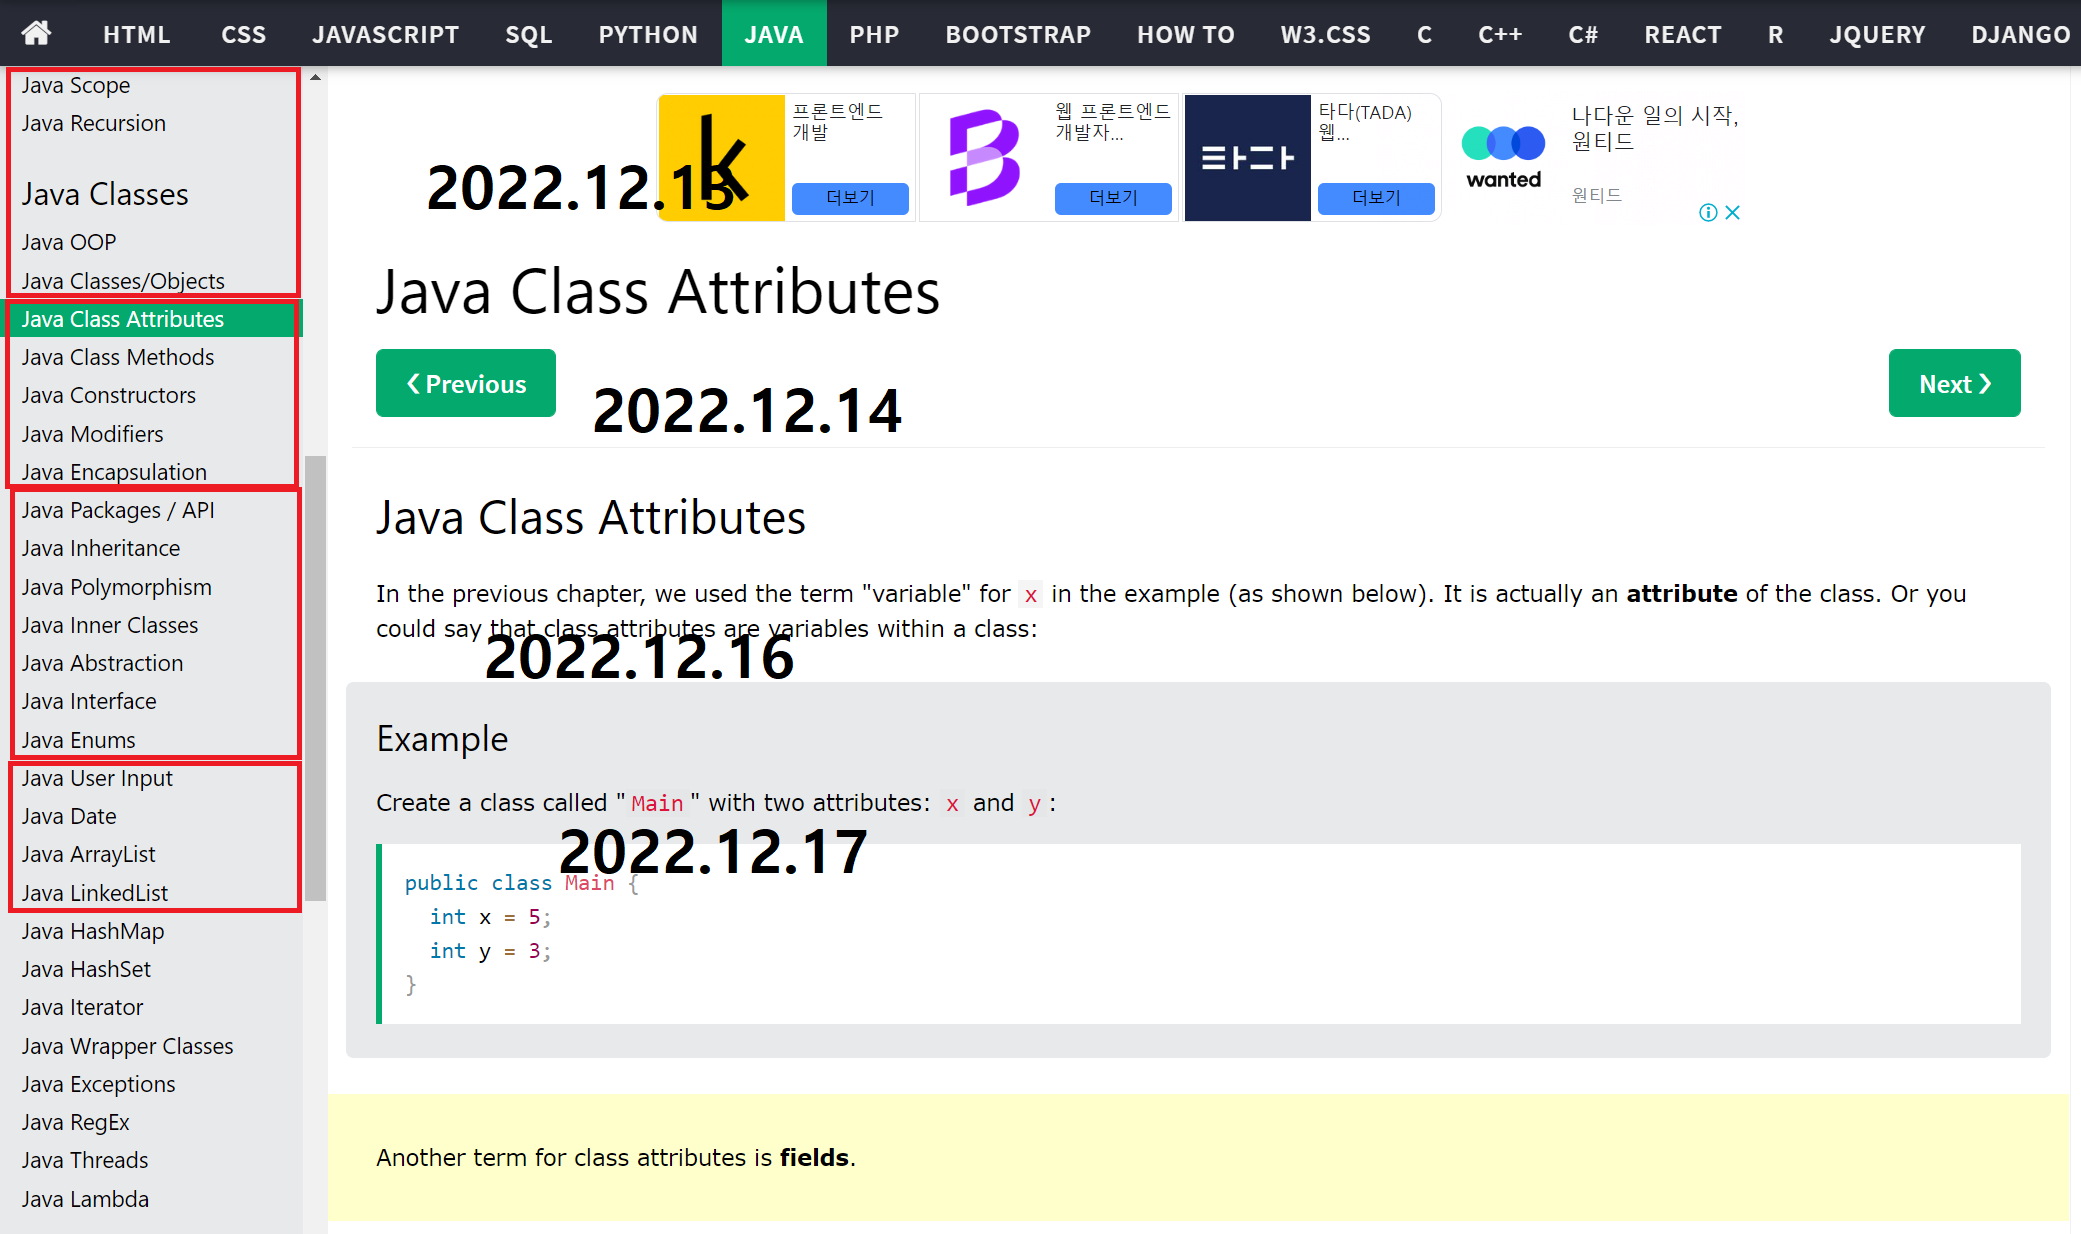 HTML CSS JAVASCRIPT SQL PYTHON JAVA PHP BOOTSTRAP HOW TO W3.CSS C C++ C# REACT R JQUERY DJANGO
Java Scope
Java Recursion
Java Classes
Java OOP
Java Classes/Objects
Java Class Attributes
Java Class Methods
Java Constructors
Java Modifiers
Java Encapsulation
Java Packages / API
Java Inheritance
Java Polymorphism
Java Inner Classes
Java Abstraction
Java Interface
Java Enums
Java User Input
Java Date
Java ArrayList
Java LinkedList
Java HashMap
Java HashSet
Java Iterator
Java Wrapper Classes
Java Exceptions
Java RegEx
Java Threads
Java Lambda
2022.12.13
k
프론트엔드
개발
더보기
B
웹 프론트엔드
개발자...
더보기
타다
타다(TADA)
웹...
더보기
wanted
나다운 일의 시작,
원티드
원티드
Java Class Attributes
❮ Previous
Next ❯
2022.12.14
Java Class Attributes
In the previous chapter, we used the term "variable" for x in the example (as shown below). It is actually an attribute of the class. Or you
could say that class attributes are variables within a class:
2022.12.16
Example
Create a class called "Main" with two attributes: x and y:
2022.12.17
public class Main {
  int x = 5;
  int y = 3;
}
Another term for class attributes is fields.